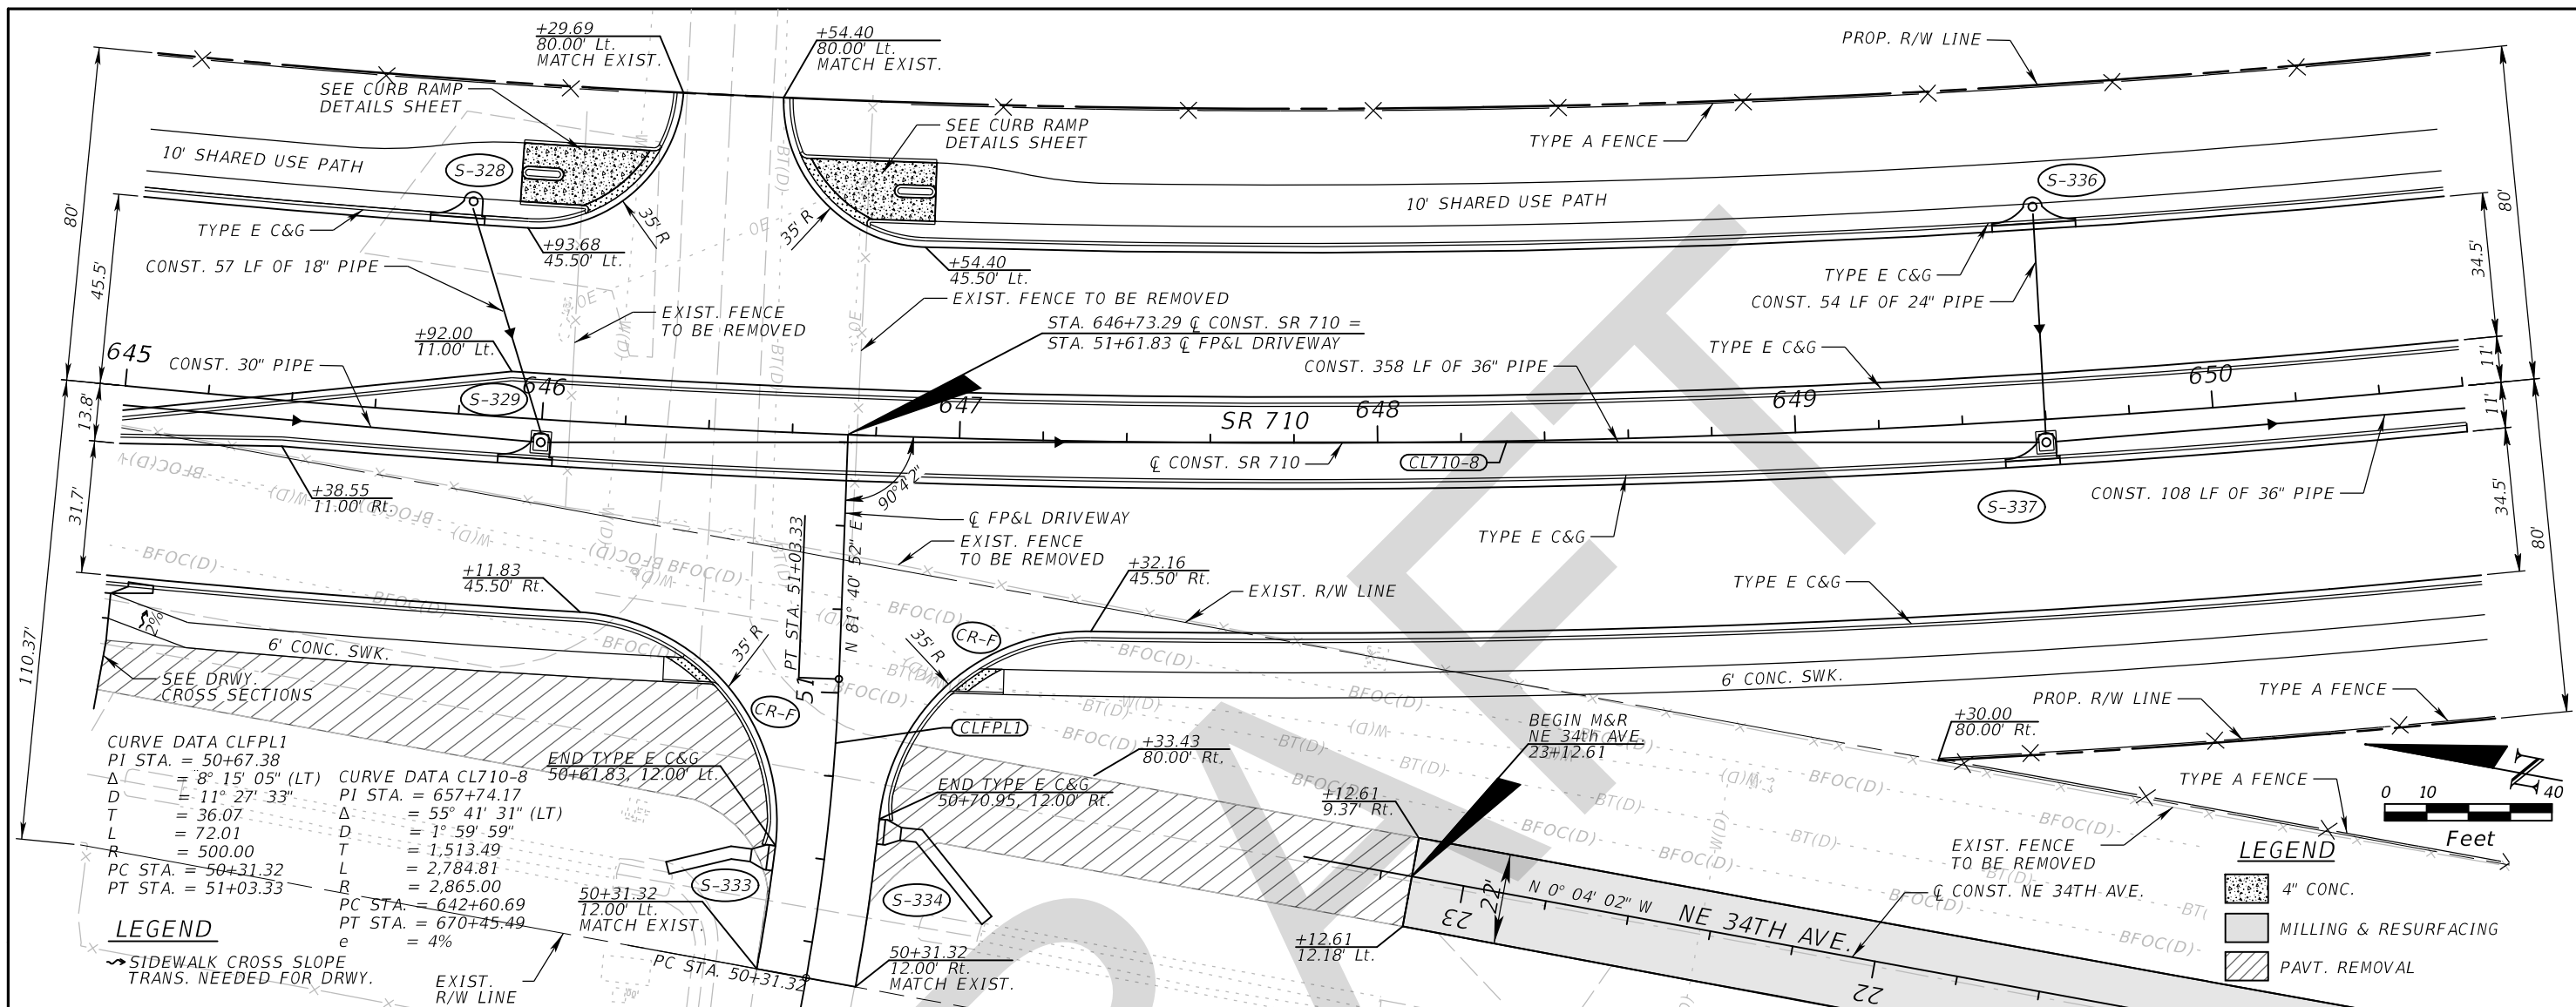 +29.69
80.00' Lt.
MATCH EXIST.
+54.40
80.00' Lt.
MATCH EXIST.
PROP. R/W LINE
SEE CURB RAMP
DETAILS SHEET
SEE CURB RAMP
DETAILS SHEET
TYPE A FENCE
10' SHARED USE PATH
S-328
10' SHARED USE PATH
S-336
80'
45.5'
TYPE E C&G
35' R
35' R
+93.68
45.50' Lt.
+54.40
45.50' Lt.
80'
34.5'
CONST. 57 LF OF 18" PIPE
EXIST. FENCE
TO BE REMOVED
EXIST. FENCE TO BE REMOVED
TYPE E C&G
CONST. 54 LF OF 24" PIPE
+92.00
11.00' Lt.
STA. 646+73.29 ℄ CONST. SR 710 =
STA. 51+61.83 ℄ FP&L DRIVEWAY
TYPE E C&G
645
CONST. 30" PIPE
CONST. 358 LF OF 36" PIPE
11'
13.8'
S-329
646
647
SR 710
648
649
650
11'
℄ CONST. SR 710
CL710-8
90°4'2"
+38.55
11.00' Rt.
31.7'
S-337
CONST. 108 LF OF 36" PIPE
34.5'
80'
℄ FP&L DRIVEWAY
EXIST. FENCE
TO BE REMOVED
TYPE E C&G
PT STA. 51+03.33
N 81° 40' 52" E
51
+11.83
45.50' Rt.
+32.16
45.50' Rt.
EXIST. R/W LINE
TYPE E C&G
BFOC(D)
BFOC(D)
BFOC(D)
BFOC(D)
W(D)
W(D)
BT(D)
BT(D)
OE
OE
OE
2%
6' CONC. SWK.
35' R
35' R
CR-F
CR-F
110.37'
SEE DRWY.
CROSS SECTIONS
6' CONC. SWK.
PROP. R/W LINE
TYPE A FENCE
+30.00
80.00' Rt.
CLFPL1
BEGIN M&R
NE 34th AVE.
23+12.61
+33.43
80.00' Rt.
END TYPE E C&G
50+61.83, 12.00' Lt.
END TYPE E C&G
50+70.95, 12.00' Rt.
+12.61
9.37' Rt.
TYPE A FENCE
N
0 10 40
Feet
CURVE DATA CLFPL1
PI STA. = 50+67.38
Δ = 8° 15' 05" (LT)
D = 11° 27' 33"
T = 36.07
L = 72.01
R = 500.00
PC STA. = 50+31.32
PT STA. = 51+03.33
CURVE DATA CL710-8
PI STA. = 657+74.17
Δ = 55° 41' 31" (LT)
D = 1° 59' 59"
T = 1,513.49
L = 2,784.81
R = 2,865.00
PC STA. = 642+60.69
PT STA. = 670+45.49
e = 4%
S-333
S-334
EXIST. FENCE
TO BE REMOVED
22'
N 0° 04' 02" W
NE 34TH AVE.
23
22
℄ CONST. NE 34TH AVE.
+12.61
12.18' Lt.
50+31.32
12.00' Lt.
MATCH EXIST.
50+31.32
12.00' Rt.
MATCH EXIST.
PC STA. 50+31.32
EXIST.
R/W LINE
LEGEND
SIDEWALK CROSS SLOPE
TRANS. NEEDED FOR DRWY.
LEGEND
4" CONC.
MILLING & RESURFACING
PAVT. REMOVAL